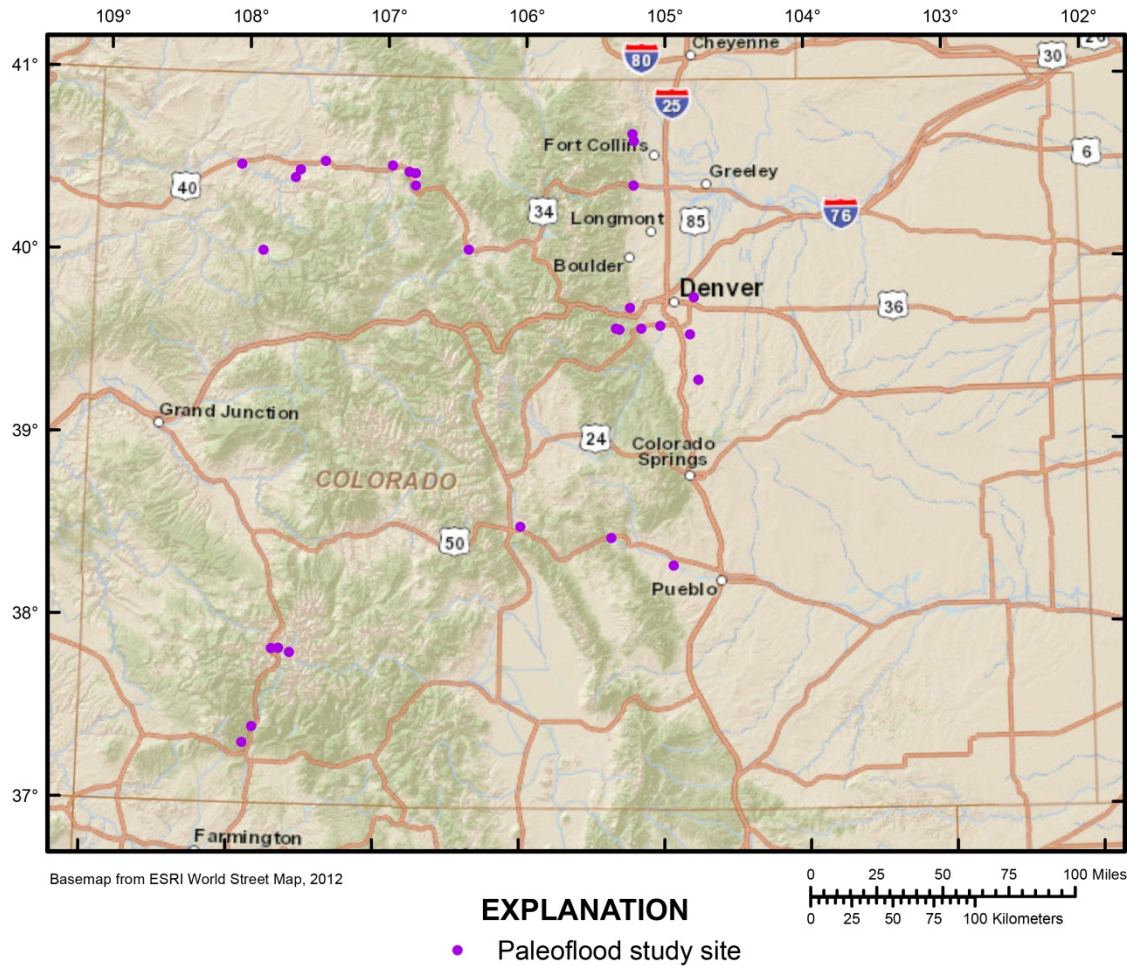 109° 108° 107° 106° 105° 104° 103° 102°
41°
Cheyenne
80
30
25
Fort Collins
6
40
Greeley
34
Longmont
85
76
40°
Boulder
Denver
36
Grand Junction
39°
24
Colorado
Springs
COLORADO
50
Pueblo
38°
37°
Farmington
Basemap from ESRI World Street Map, 2012
0 25 50 75 100 Miles
0 25 50 75 100 Kilometers
EXPLANATION
Paleoflood study site